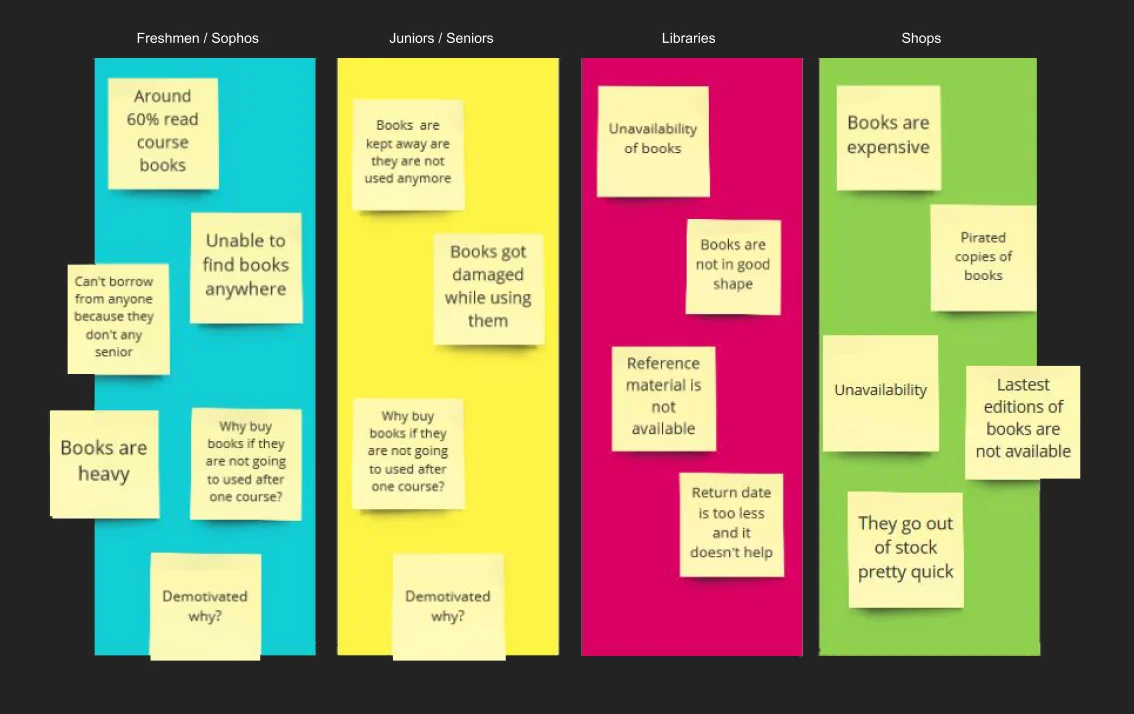 Freshmen / Sophos
Around
60% read
course
books
Unable to
find books
anywhere
Can't borrow
from anyone
because they
don't any
senior
Books are
heavy
Why buy
books if they
are not going
to used after
one course?
Demotivated
why?
Juniors / Seniors
Books are
kept away are
they are not
used anymore
Books got
damaged
while using
them
Why buy
books if they
are not going
to used after
one course?
Demotivated
why?
Libraries
Unavailability
of books
Books are
not in good
shape
Reference
material is
not
available
Return date
is too less
and it
doesn't help
Shops
Books are
expensive
Pirated
copies of
books
Unavailability
Lastest
editions of
books are
not available
They go out
of stock
pretty quick